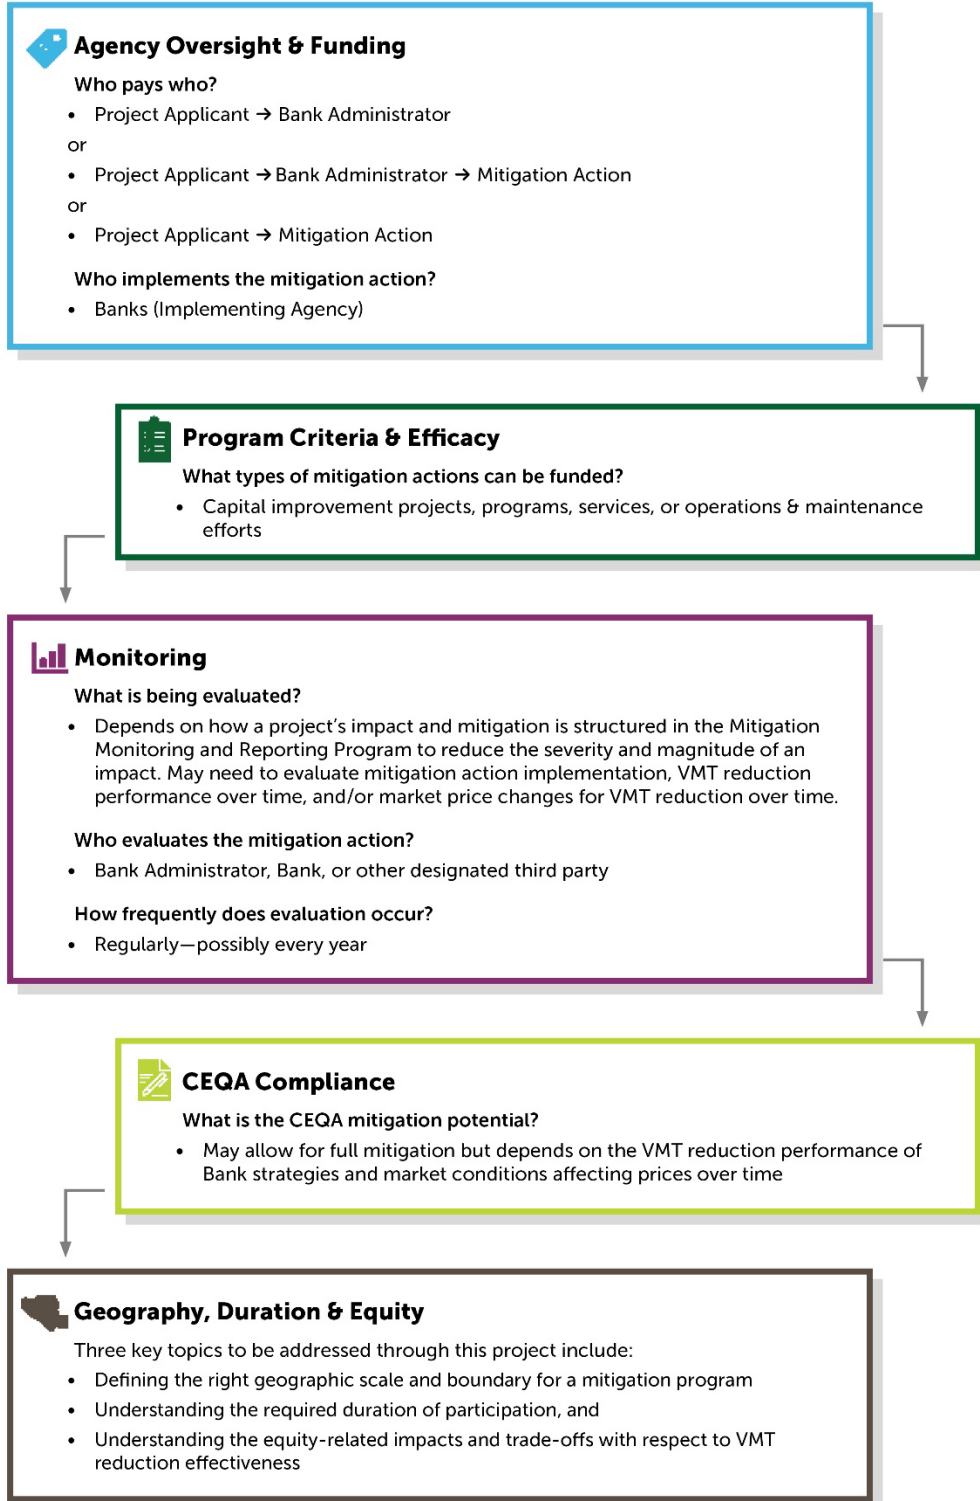 Agency Oversight & Funding
Who pays who?
• Project Applicant → Bank Administrator
or
• Project Applicant → Bank Administrator → Mitigation Action
or
• Project Applicant → Mitigation Action
Who implements the mitigation action?
• Banks (Implementing Agency)
Program Criteria & Efficacy
What types of mitigation actions can be funded?
• Capital improvement projects, programs, services, or operations & maintenance
efforts
Monitoring
What is being evaluated?
• Depends on how a project’s impact and mitigation is structured in the Mitigation
Monitoring and Reporting Program to reduce the severity and magnitude of an
impact. May need to evaluate mitigation action implementation, VMT reduction
performance over time, and/or market price changes for VMT reduction over time.
Who evaluates the mitigation action?
• Bank Administrator, Bank, or other designated third party
How frequently does evaluation occur?
• Regularly—possibly every year
CEQA Compliance
What is the CEQA mitigation potential?
• May allow for full mitigation but depends on the VMT reduction performance of
Bank strategies and market conditions affecting prices over time
Geography, Duration & Equity
Three key topics to be addressed through this project include:
• Defining the right geographic scale and boundary for a mitigation program
• Understanding the required duration of participation, and
• Understanding the equity-related impacts and trade-offs with respect to VMT
reduction effectiveness